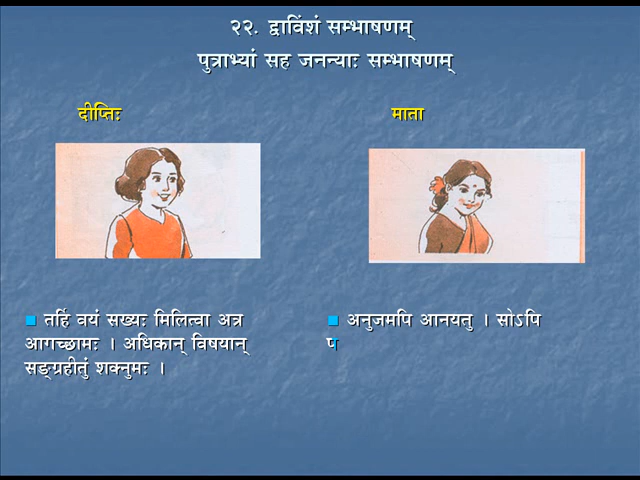 २२. द्वाविंशं सम्भाषणम्
पुत्राभ्यां सह जनन्याः सम्भाषणम्
दीप्तिः
माता
तर्हि वयं सख्यः मिलित्वा अत्र
आगच्छामः । अधिकान् विषयान्
सङ्ग्रहीतुं शक्नुमः ।
अनुजमपि आनयतु । सोऽपि
प